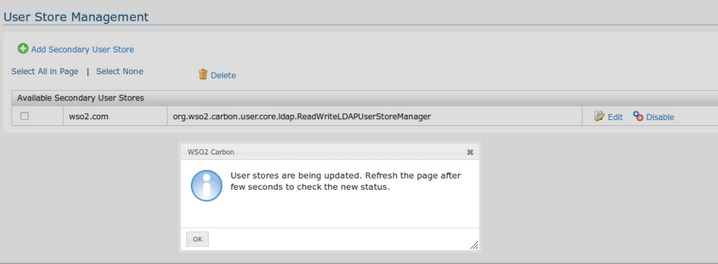 User Store Management
Add Secondary User Store
Select All in Page | Select None
Delete
Available Secondary User Stores
wso2.com org.wso2.carbon.user.core.ldap.ReadWriteLDAPUserStoreManager Edit Disable
WSO2 Carbon
User stores are being updated. Refresh the page after
few seconds to check the new status.
OK